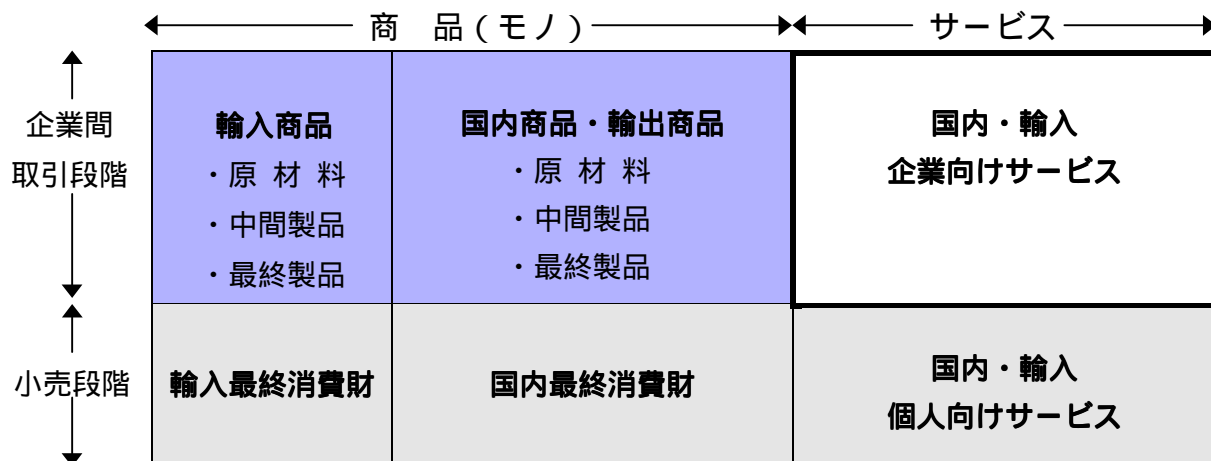 商 品(モノ)
サービス
企業間
取引段階
輸入商品
・原 材 料
・中間製品
・最終製品
国内商品・輸出商品
・原 材 料
・中間製品
・最終製品
国内・輸入
企業向けサービス
小売段階
輸入最終消費財
国内最終消費財
国内・輸入
個人向けサービス